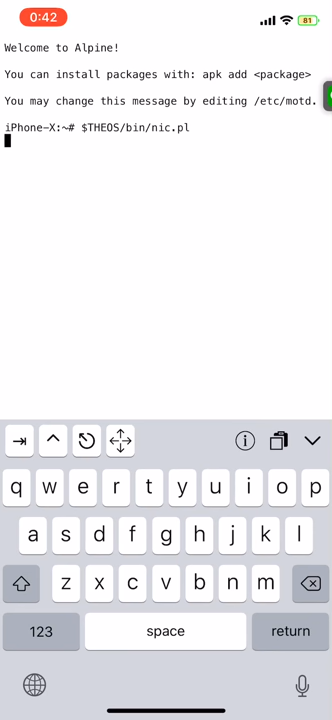 0:42
81
Welcome to Alpine!
You can install packages with: apk add <package>
You may change this message by editing /etc/motd.
iPhone-X:~# $THEOS/bin/nic.pl
q w e r t y u i o p
a s d f g h j k l
z x c v b n m
123 space return